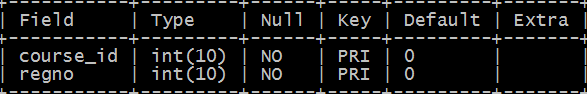 +-----------+---------+------+-----+---------+-------+
| Field     | Type    | Null | Key | Default | Extra |
+-----------+---------+------+-----+---------+-------+
| course_id | int(10) | NO   | PRI | 0       |       |
| regno     | int(10) | NO   | PRI | 0       |       |
+-----------+---------+------+-----+---------+-------+